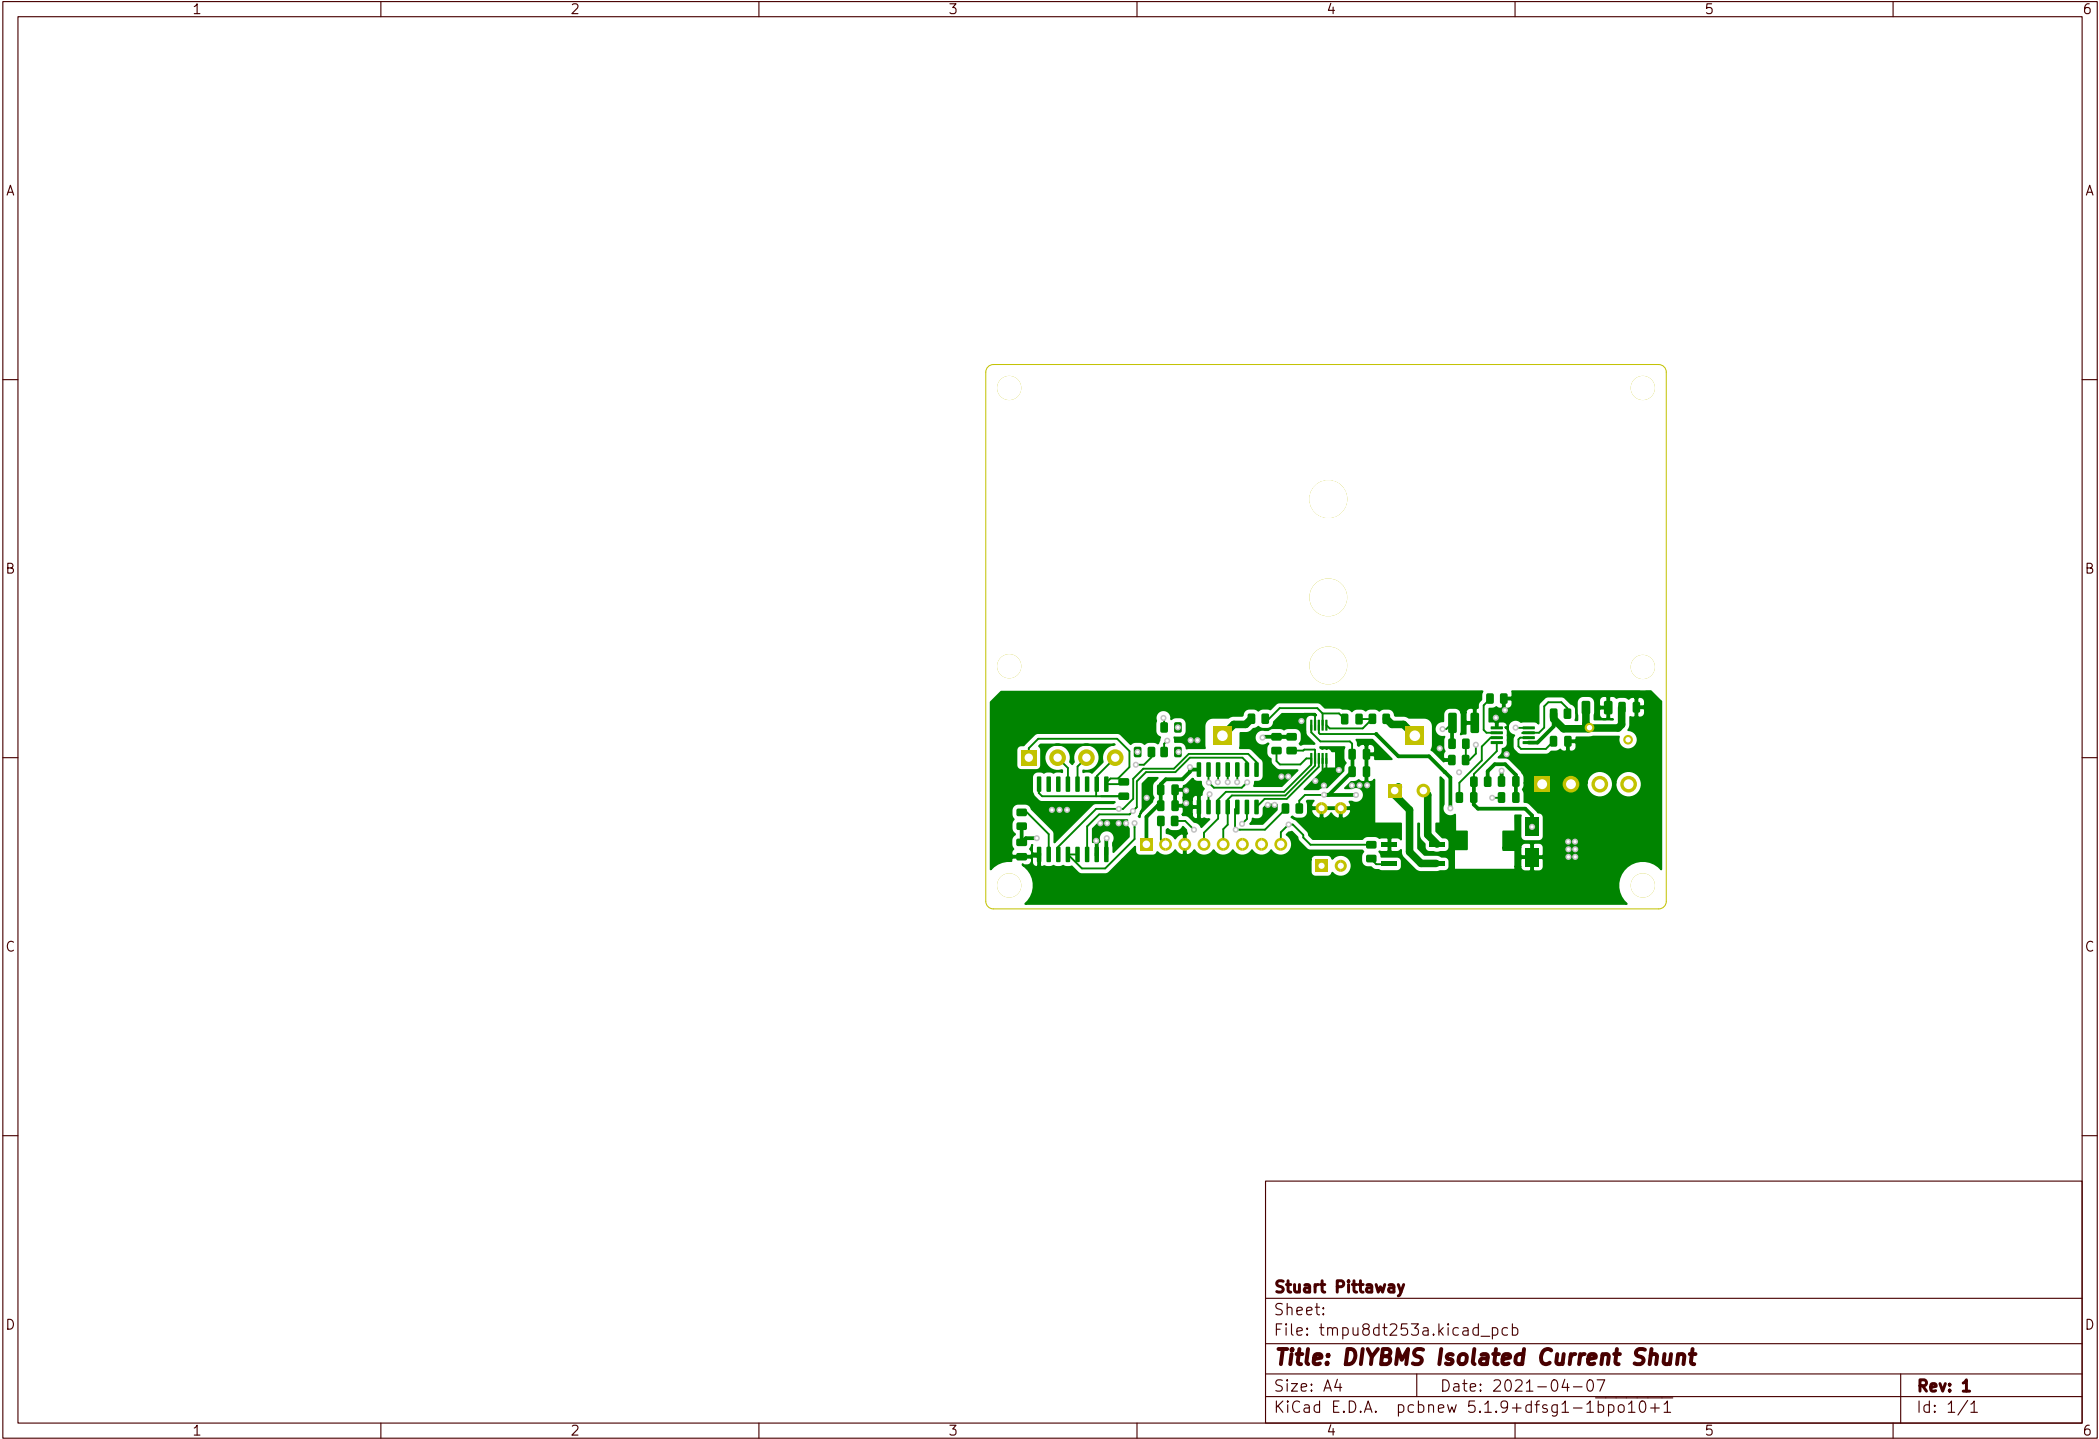 1 2 3 4 5 6
A A
B B
C C
D D
Stuart Pittaway
Sheet:
File: tmpu8dt253a.kicad_pcb
Title: DIYBMS Isolated Current Shunt
Size: A4 Date: 2021-04-07 Rev: 1
KiCad E.D.A. pcbnew 5.1.9+dfsg1-1bpo10+1 Id: 1/1
1 2 3 4 5 6